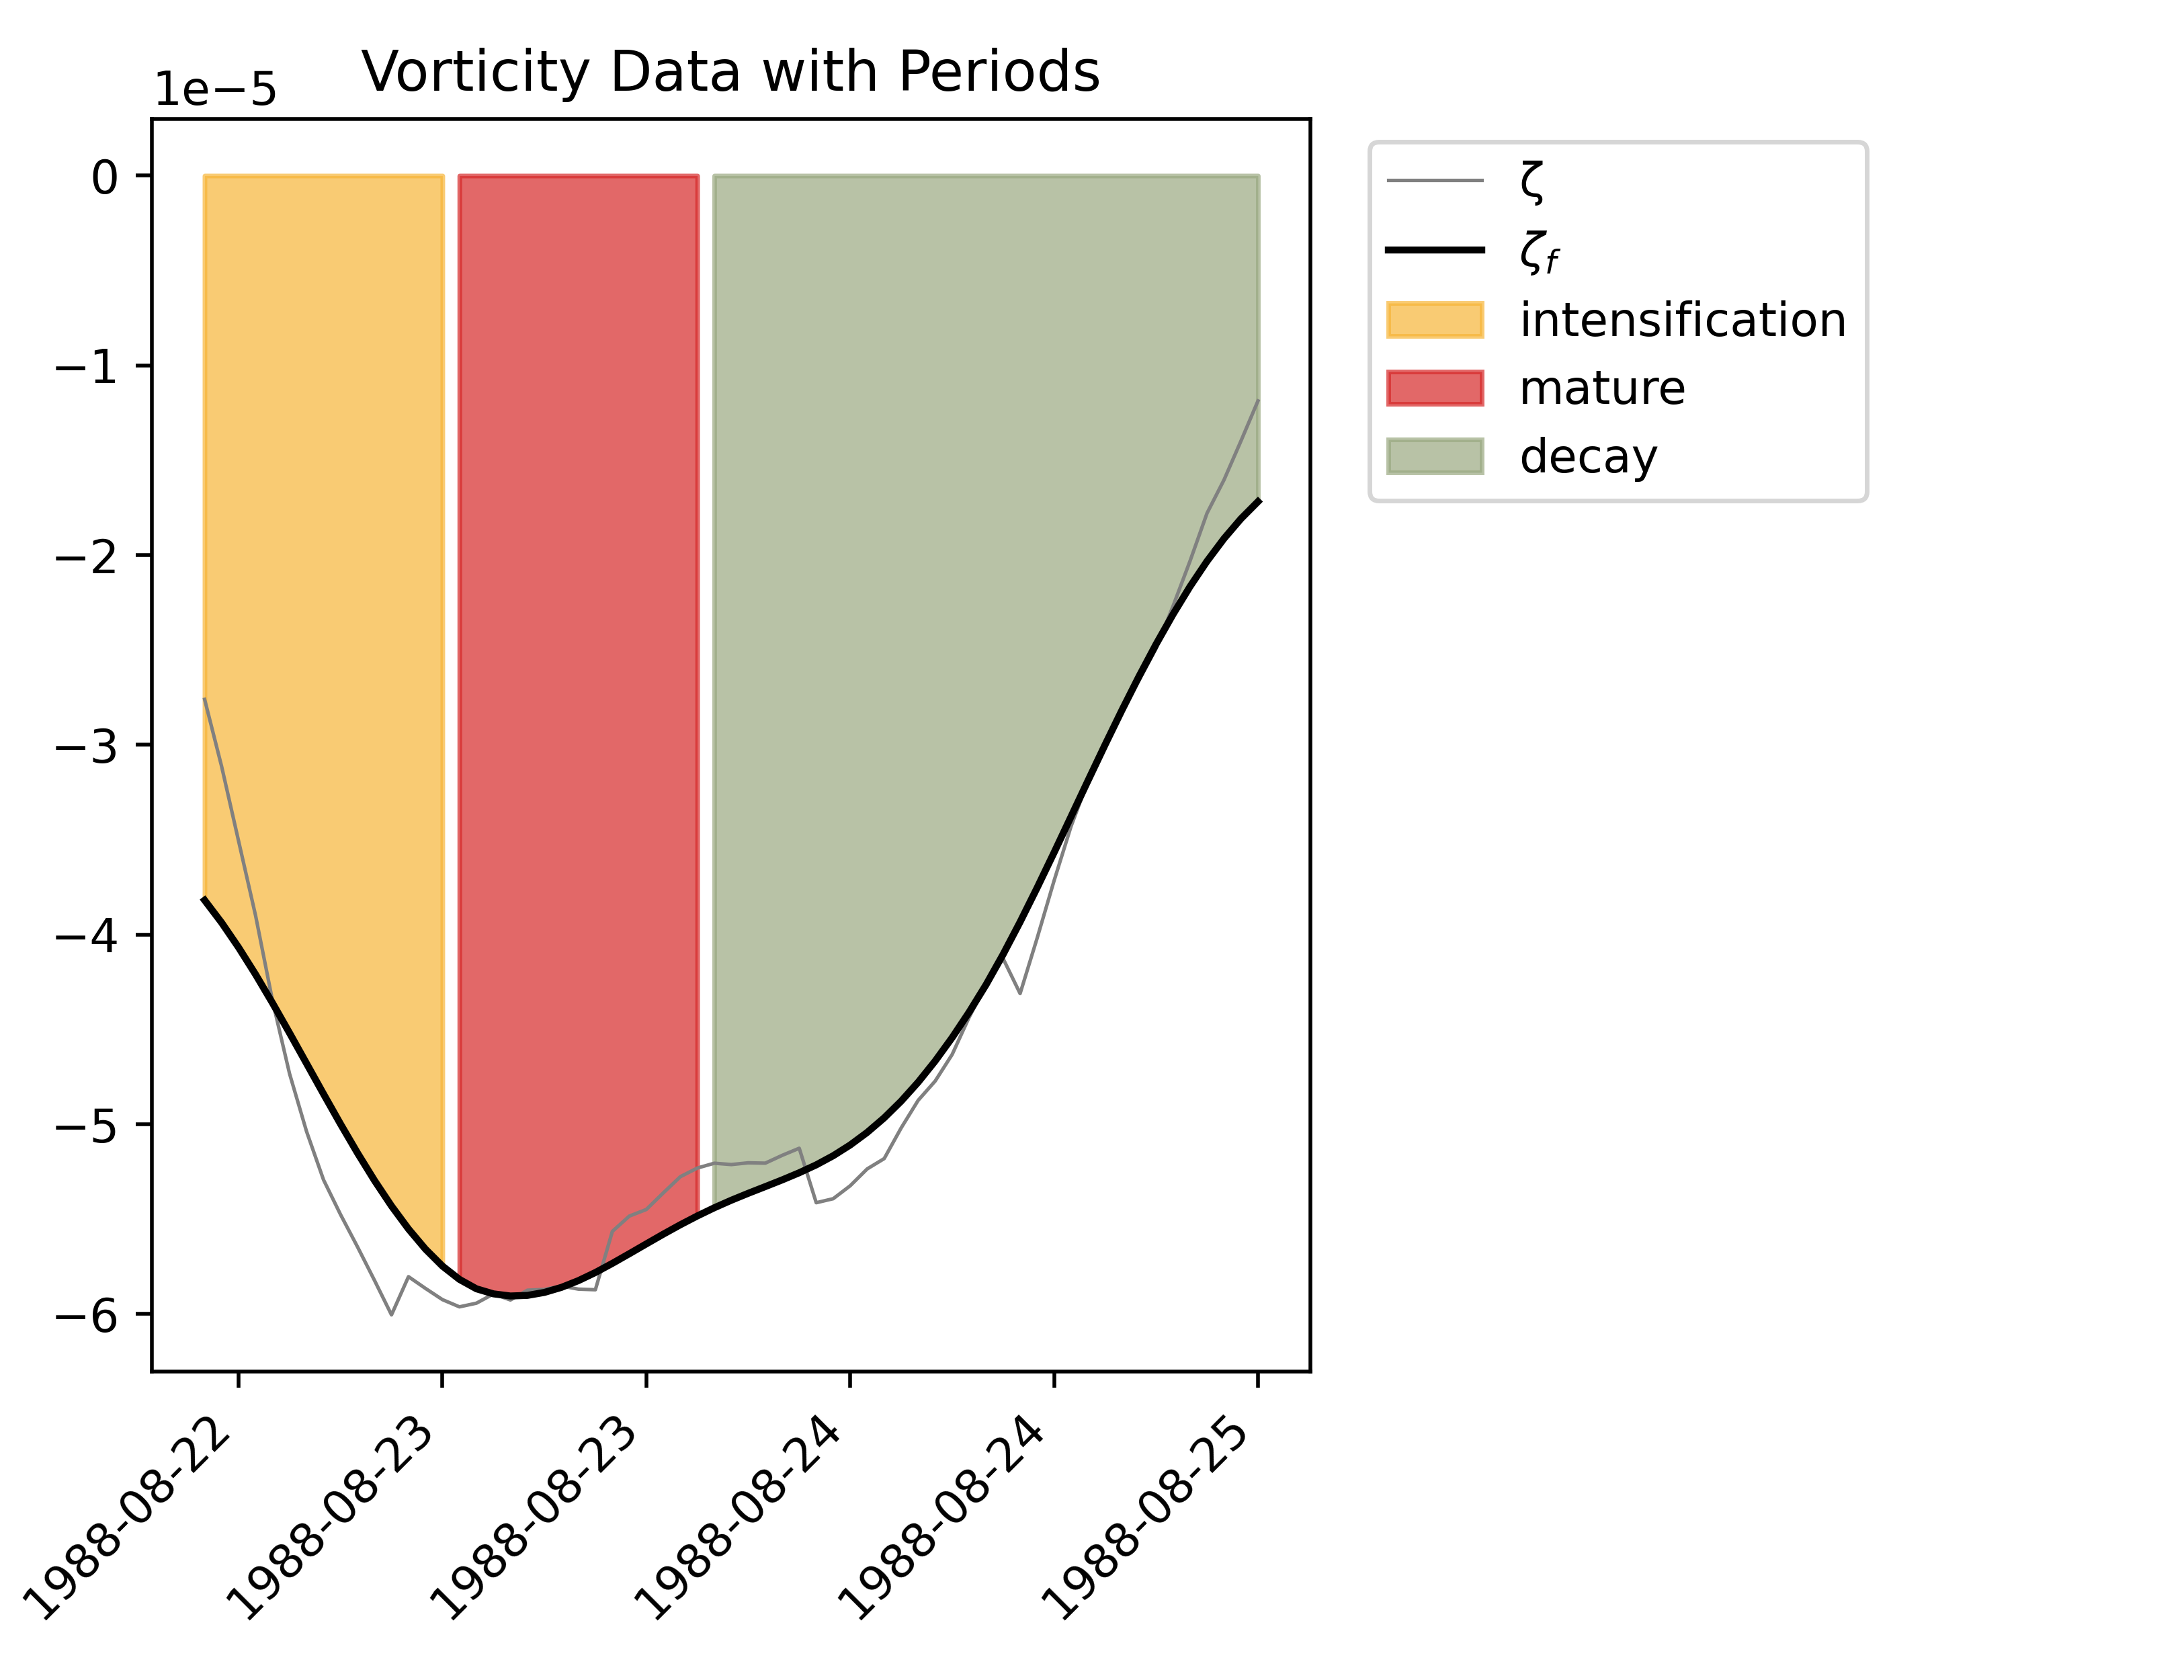 Vorticity Data with Periods
1e−5
0
−1
−2
−3
−4
−5
−6
1988-08-22
1988-08-23
1988-08-23
1988-08-24
1988-08-24
1988-08-25
ζ
ζf
intensification
mature
decay